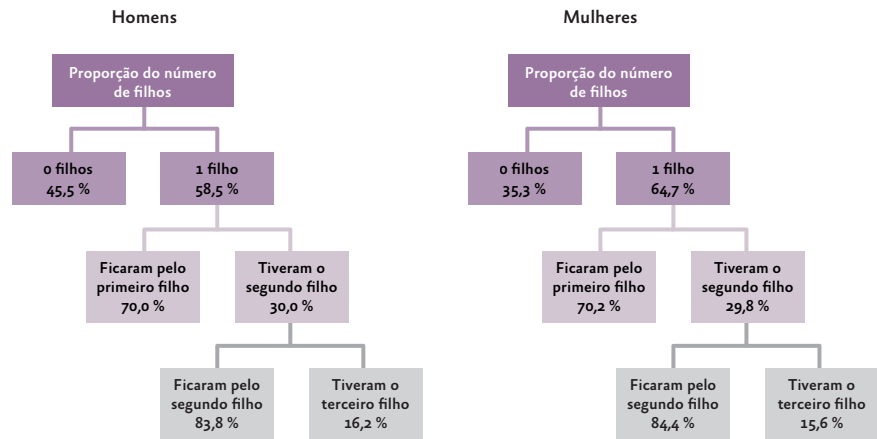 Homens
Proporção do número
de filhos
0 filhos
45,5 %
1 filho
58,5 %
Ficaram pelo
primeiro filho
70,0 %
Tiveram o
segundo filho
30,0 %
Ficaram pelo
segundo filho
83,8 %
Tiveram o
terceiro filho
16,2 %
Mulheres
Proporção do número
de filhos
0 filhos
35,3 %
1 filho
64,7 %
Ficaram pelo
primeiro filho
70,2 %
Tiveram o
segundo filho
29,8 %
Ficaram pelo
segundo filho
84,4 %
Tiveram o
terceiro filho
15,6 %